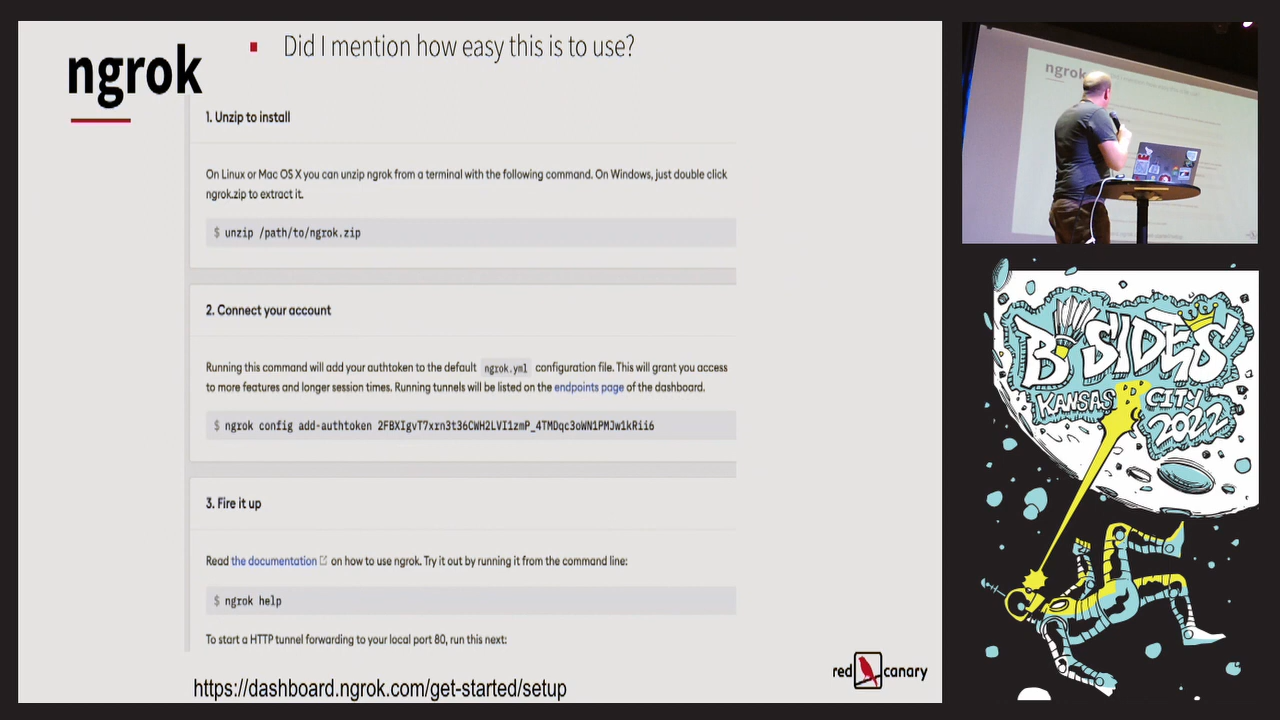 ngrok
▪ Did I mention how easy this is to use?
1. Unzip to install
On Linux or Mac OS X you can unzip ngrok from a terminal with the following command. On Windows, just double click
ngrok.zip to extract it.
$ unzip /path/to/ngrok.zip
2. Connect your account
Running this command will add your authtoken to the default ngrok.yml configuration file. This will grant you access
to more features and longer session times. Running tunnels will be listed on the endpoints page of the dashboard.
$ ngrok config add-authtoken 2FBXIgvT7xrn3t36CWH2LVI1zmP_4TMDqc3oWN1PMJw1kRii6
3. Fire it up
Read the documentation on how to use ngrok. Try it out by running it from the command line:
$ ngrok help
To start a HTTP tunnel forwarding to your local port 80, run this next:
https://dashboard.ngrok.com/get-started/setup
red canary
ngrok
B SIDES
KANSAS CITY
2022